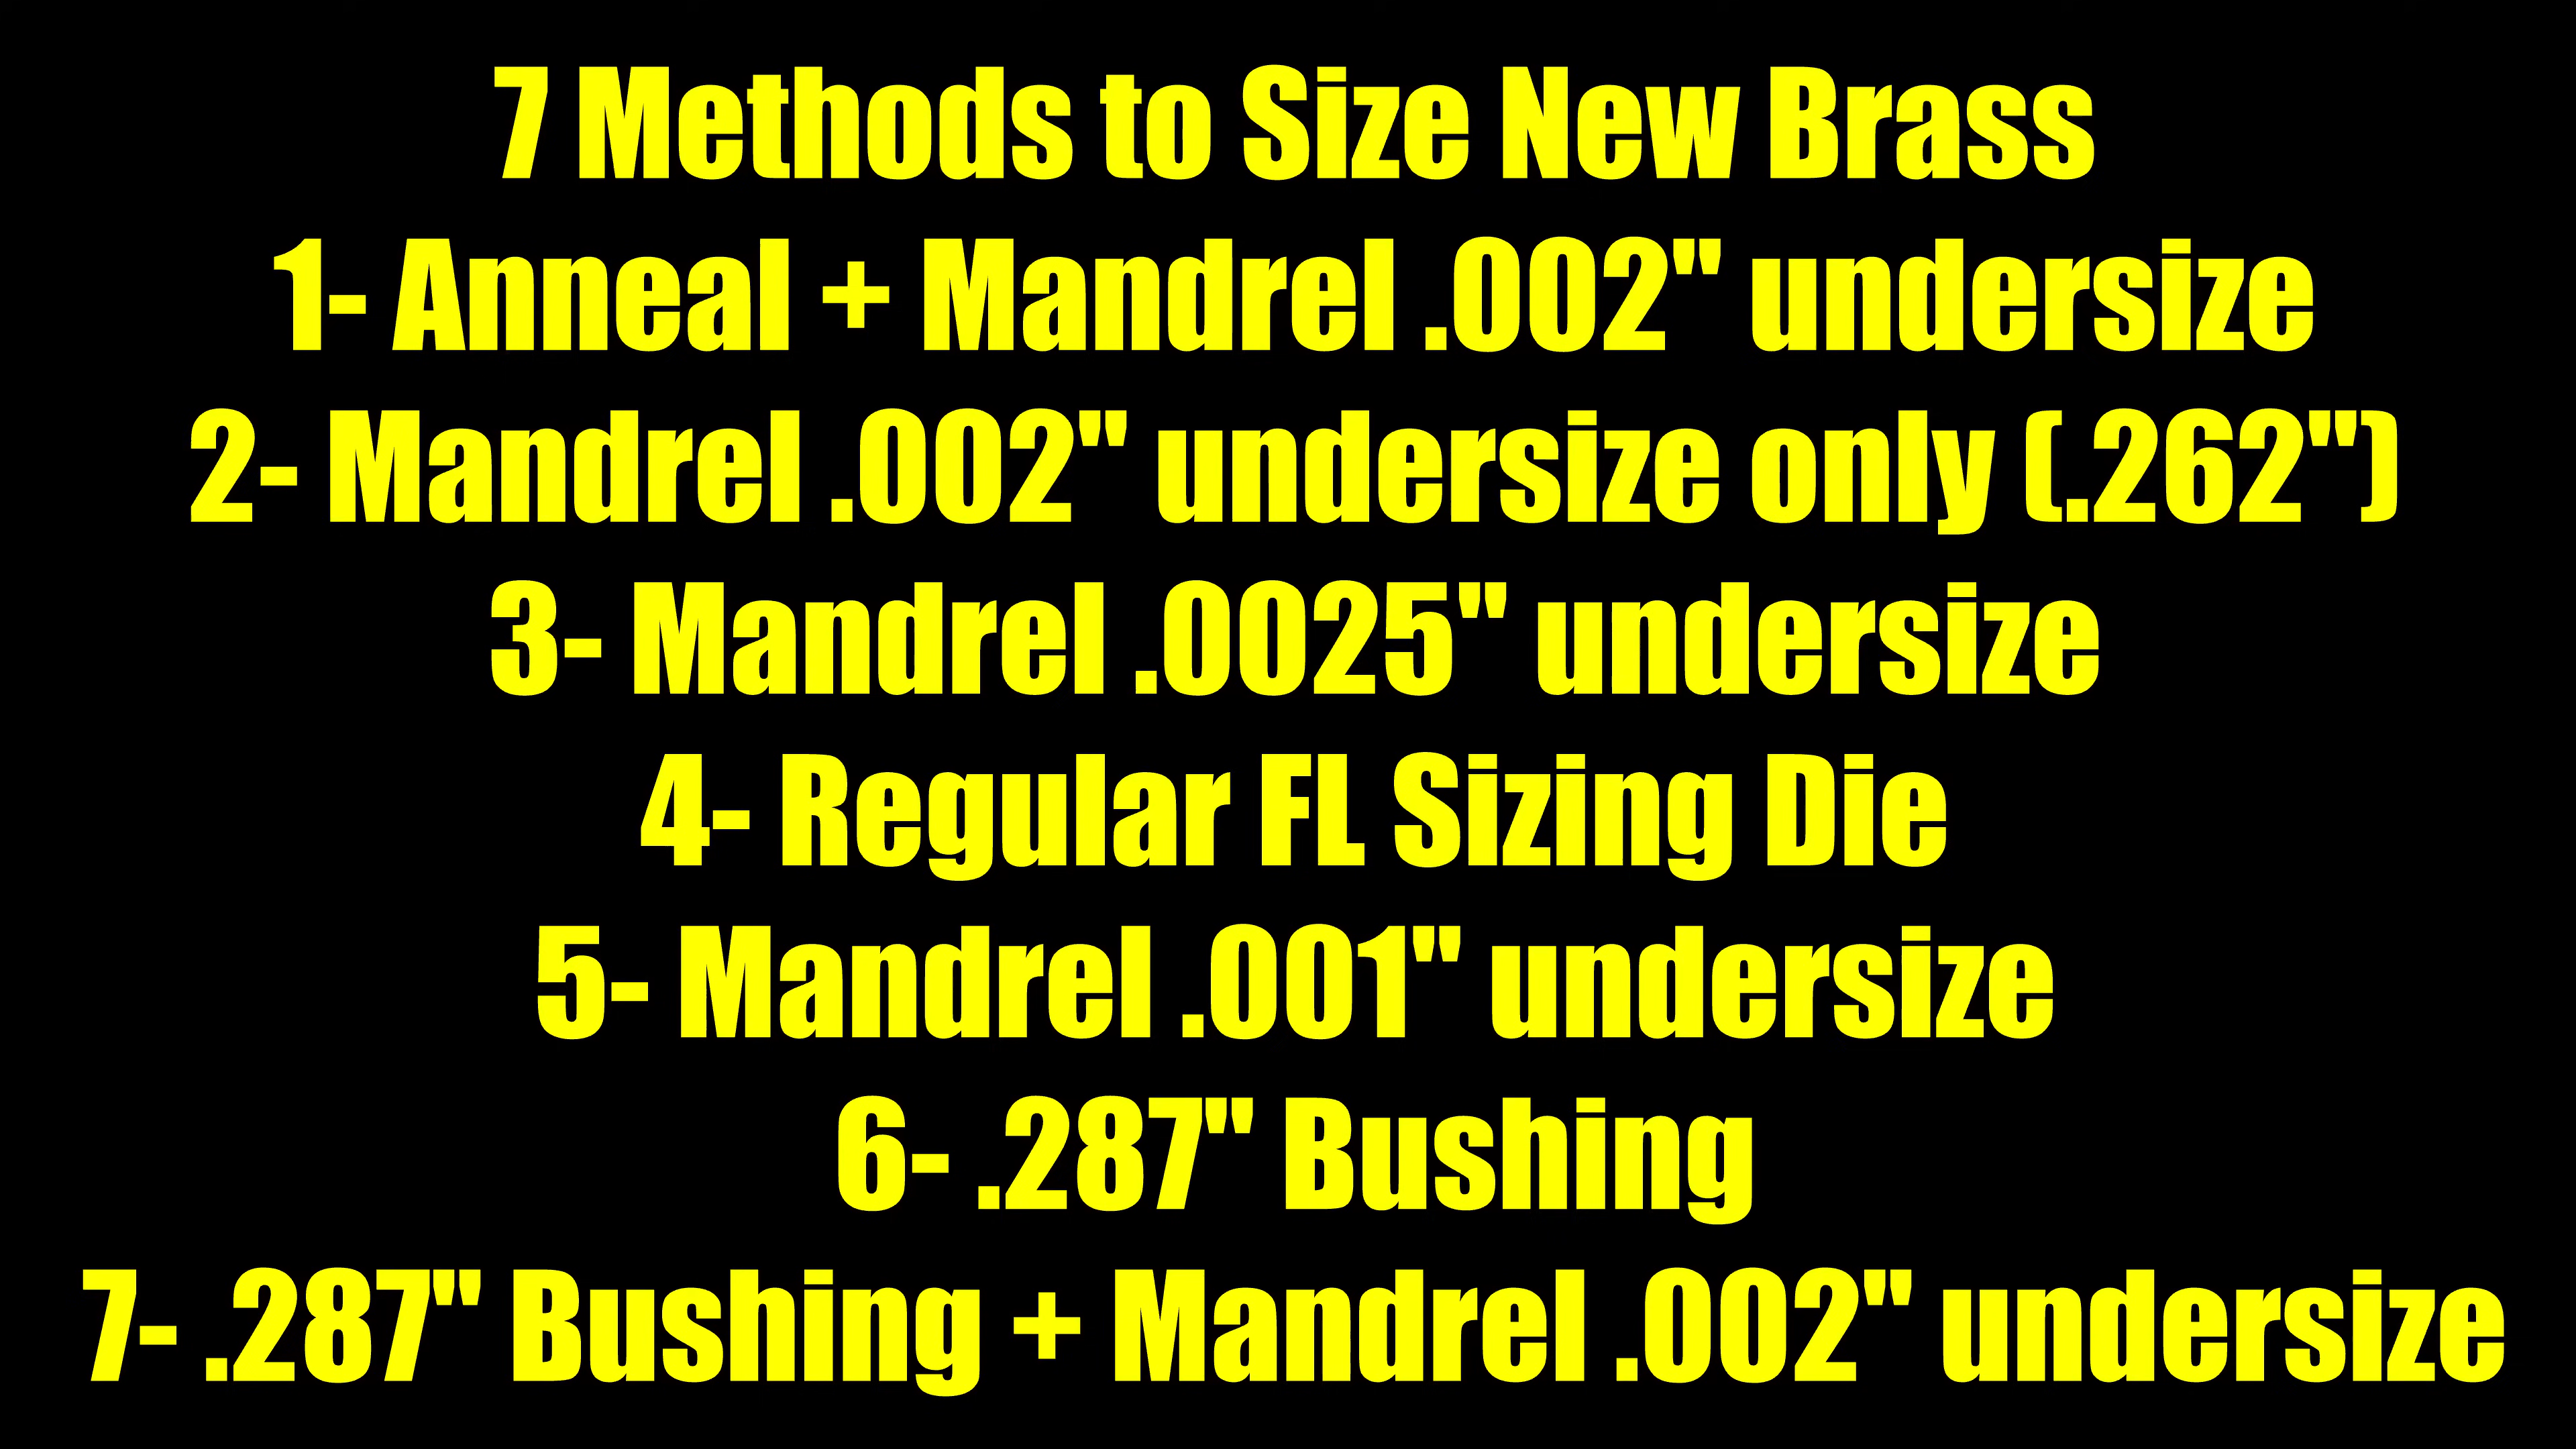 7 Methods to Size New Brass
1- Anneal + Mandrel .002" undersize
2- Mandrel .002" undersize only (.262")
3- Mandrel .0025" undersize
4- Regular FL Sizing Die
5- Mandrel .001" undersize
6- .287" Bushing
7- .287" Bushing + Mandrel .002" undersize